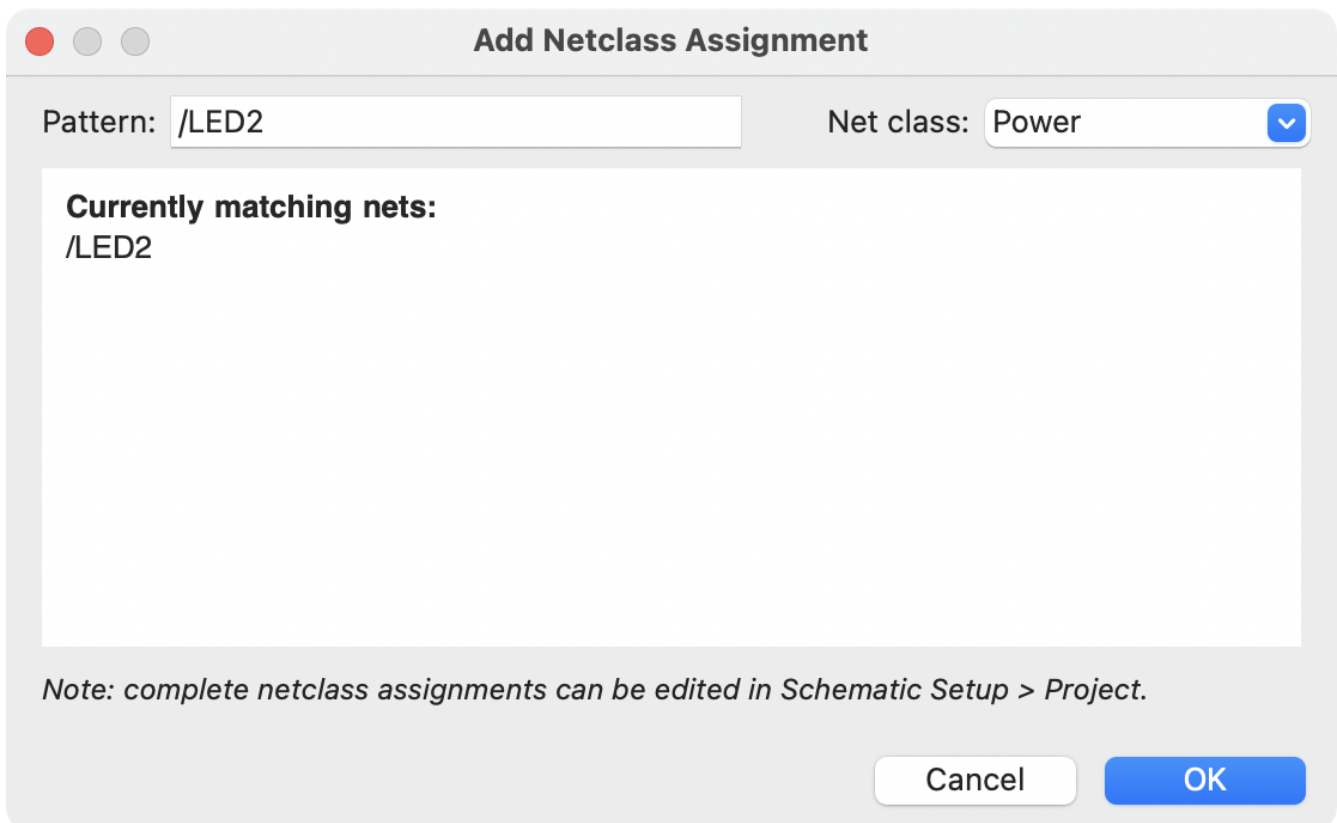 Add Netclass Assignment
Pattern: /LED2 Net class: Power
Currently matching nets:
/LED2
Note: complete netclass assignments can be edited in Schematic Setup > Project.
Cancel OK